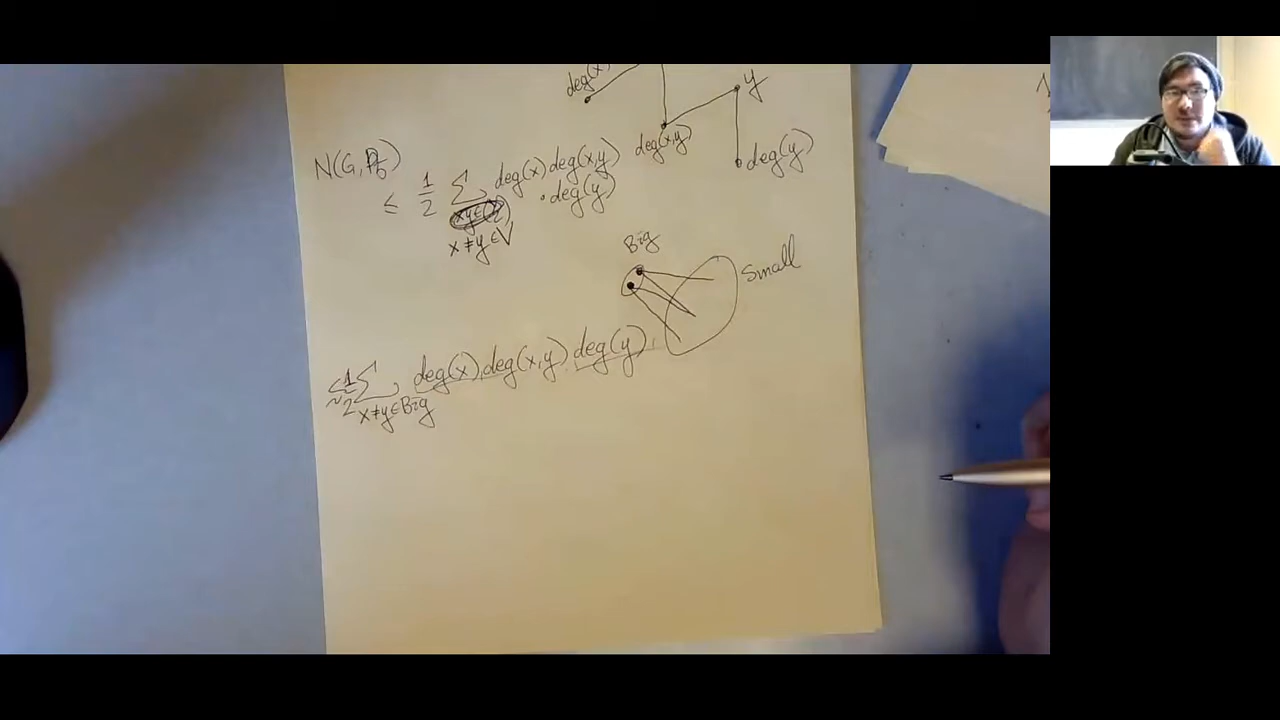 deg(x)
y
deg(x,y)
deg(y)
N(G, P5)
≤ 1/2 Σ deg(x) deg(x,y)
x≠y∈V
· deg(y)
Big
Small
≲ 1/2 Σ deg(x) deg(x,y) deg(y)
x≠y∈Big